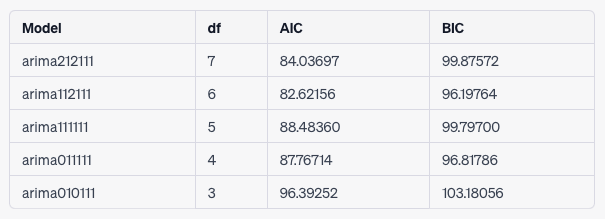 Model df AIC BIC
arima212111 7 84.03697 99.87572
arima112111 6 82.62156 96.19764
arima111111 5 88.48360 99.79700
arima011111 4 87.76714 96.81786
arima010111 3 96.39252 103.18056